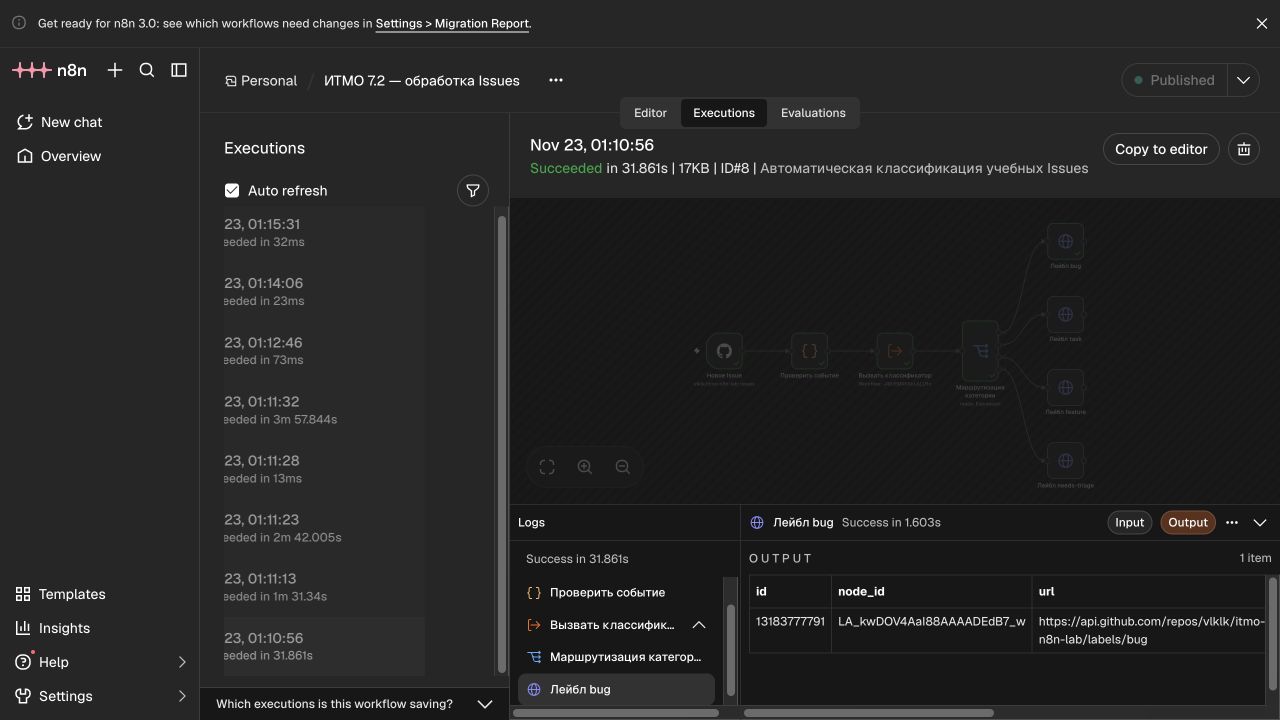 Get ready for n8n 3.0: see which workflows need changes in Settings > Migration Report.
n8n
Personal / ИТМО 7.2 — обработка Issues
Published
New chat
Overview
Editor
Executions
Evaluations
Executions
Auto refresh
23, 01:15:31
eeded in 32ms
23, 01:14:06
eeded in 23ms
23, 01:12:46
eeded in 73ms
23, 01:11:32
eeded in 3m 57.844s
23, 01:11:28
eeded in 13ms
23, 01:11:23
eeded in 2m 42.005s
23, 01:11:13
eeded in 1m 31.34s
23, 01:10:56
eeded in 31.861s
Which executions is this workflow saving?
Templates
Insights
Help
Settings
Nov 23, 01:10:56
Succeeded in 31.861s | 17KB | ID#8 | Автоматическая классификация учебных Issues
Copy to editor
Новое Issue
Проверить событие
Вызвать классификатор
Маршрутизация
категории
Лейбл bug
Лейбл task
Лейбл feature
Лейбл needs-triage
Logs
Success in 31.861s
Проверить событие
Вызвать классифик...
Маршрутизация категор...
Лейбл bug
Лейбл bug Success in 1.603s
Input
Output
OUTPUT
1 item
id node_id url
13183777791 LA_kwDOV4AaI88AAAADEdB7_w https://api.github.com/repos/vlklk/itmo-
n8n-lab/labels/bug